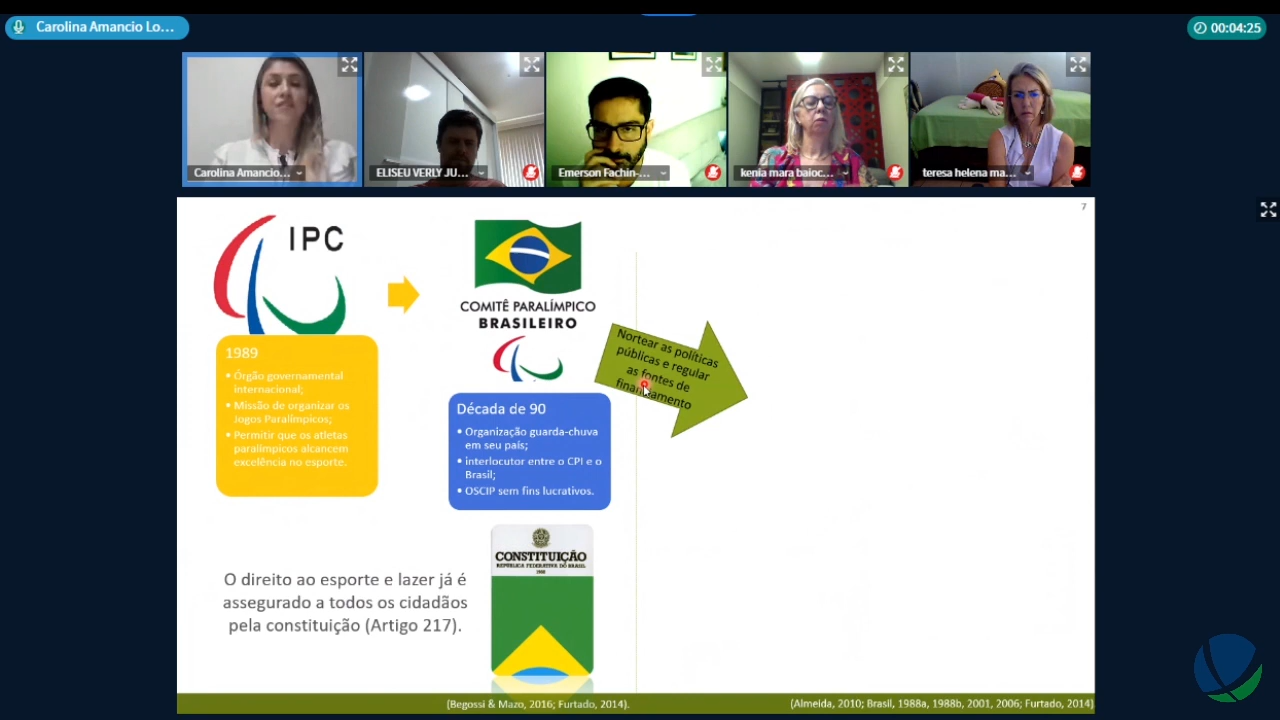 Carolina Amancio Lo...
00:04:25
Carolina Amancio...
ELISEU VERLY JU...
Emerson Fachin-...
kenia mara baioc...
teresa helena ma...
7
IPC
COMITÊ PARALÍMPICO
BRASILEIRO
1989
• Órgão governamental
internacional;
• Missão de organizar os
Jogos Paralímpicos;
• Permitir que os atletas
paralímpicos alcancem
excelência no esporte.
Década de 90
• Organização guarda-chuva
em seu país;
• interlocutor entre o CPI e o
Brasil;
• OSCIP sem fins lucrativos.
Nortear as políticas
públicas e regular
as fontes de
financiamento
O direito ao esporte e lazer já é
assegurado a todos os cidadãos
pela constituição (Artigo 217).
CONSTITUIÇÃO
REPÚBLICA FEDERATIVA DO BRASIL
1988
(Begossi & Mazo, 2016; Furtado, 2014).
(Almeida, 2010; Brasil, 1988a, 1988b, 2001, 2006; Furtado, 2014)